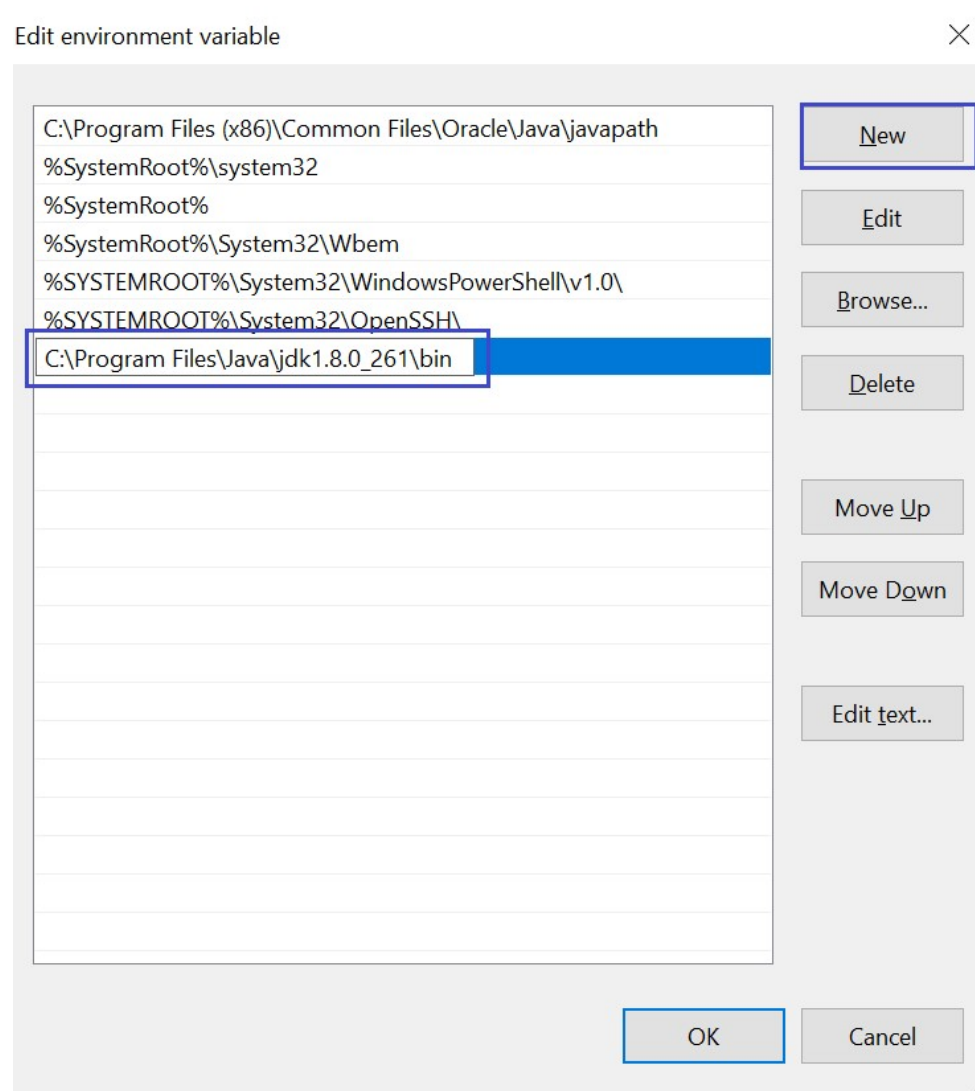 Edit environment variable
C:\Program Files (x86)\Common Files\Oracle\Java\javapath
%SystemRoot%\system32
%SystemRoot%
%SystemRoot%\System32\Wbem
%SYSTEMROOT%\System32\WindowsPowerShell\v1.0\
%SYSTEMROOT%\System32\OpenSSH\
C:\Program Files\Java\jdk1.8.0_261\bin
New
Edit
Browse...
Delete
Move Up
Move Down
Edit text...
OK
Cancel